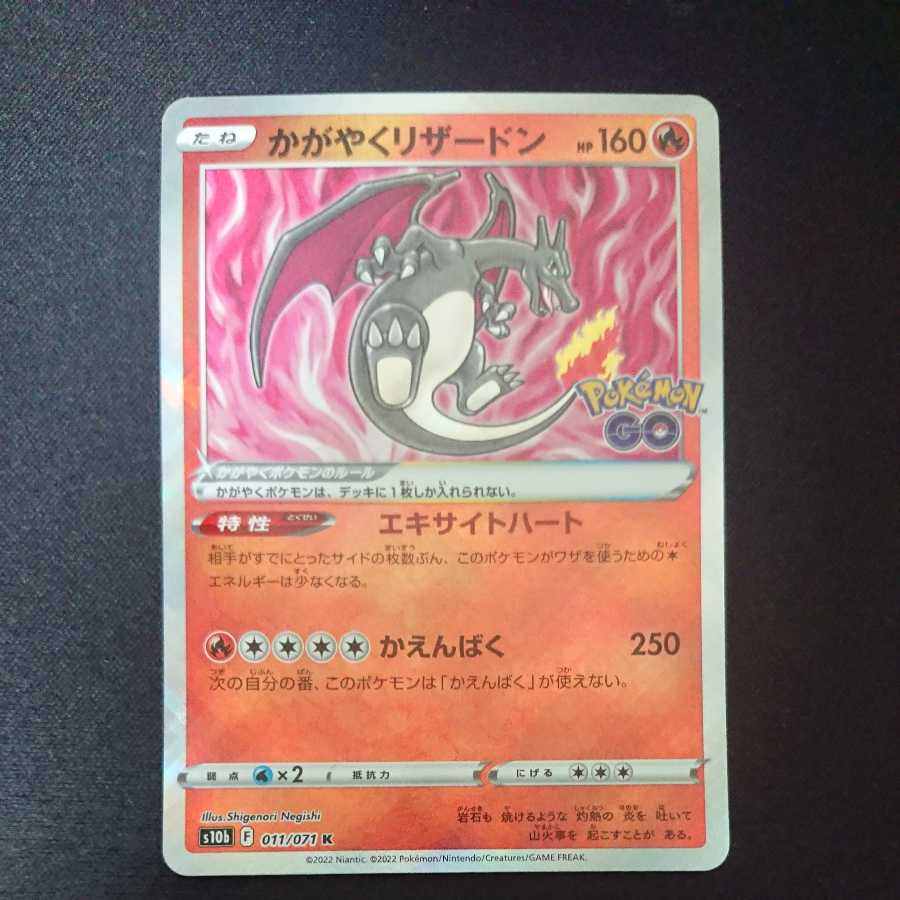 たね かがやくリザードン HP 160
Pokémon GO ™
かがやくポケモンのルール
かがやくポケモンは、デッキに1枚しか入れられない。
特性 エキサイトハート
相手がすでにとったサイドの枚数ぶん、このポケモンがワザを使うための
エネルギーは少なくなる。
かえんばく 250
次の自分の番、このポケモンは「かえんばく」が使えない。
弱点 ×2 抵抗力 にげる
Illus.Shigenori Negishi
岩石も 焼けるような 灼熱の 炎を 吐いて
山火事を 起こすことが ある。
s10b F 011/071 K
©2022 Niantic. ©2022 Pokémon/Nintendo/Creatures/GAME FREAK.